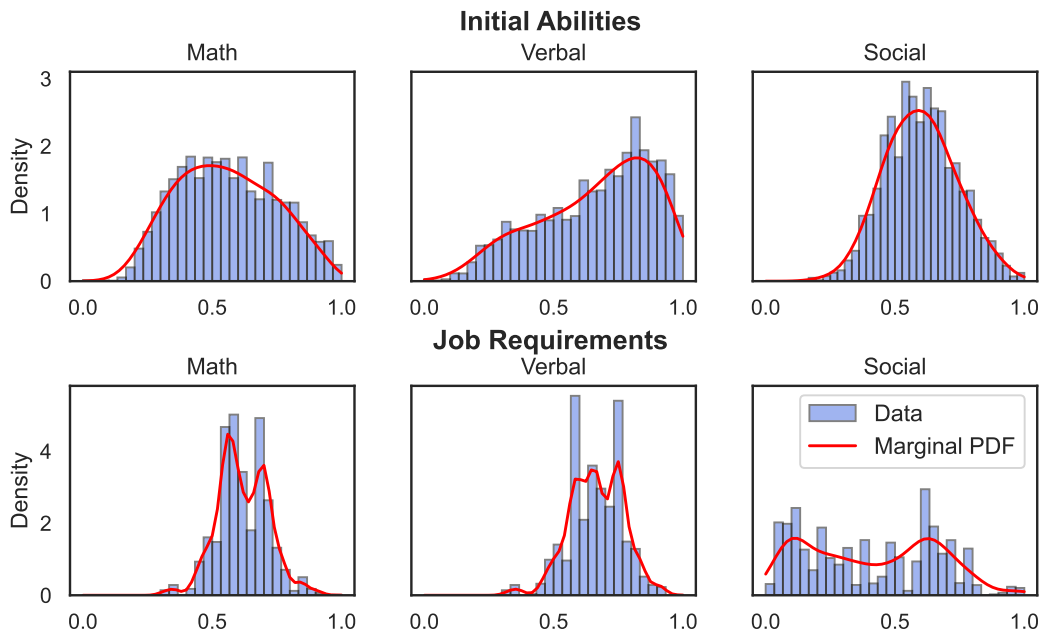 Initial Abilities
Math Verbal Social
3
2
1
0
Density
0.0 0.5 1.0 0.0 0.5 1.0 0.0 0.5 1.0
Job Requirements
Math Verbal Social
4
2
0
Density
Data
Marginal PDF
0.0 0.5 1.0 0.0 0.5 1.0 0.0 0.5 1.0